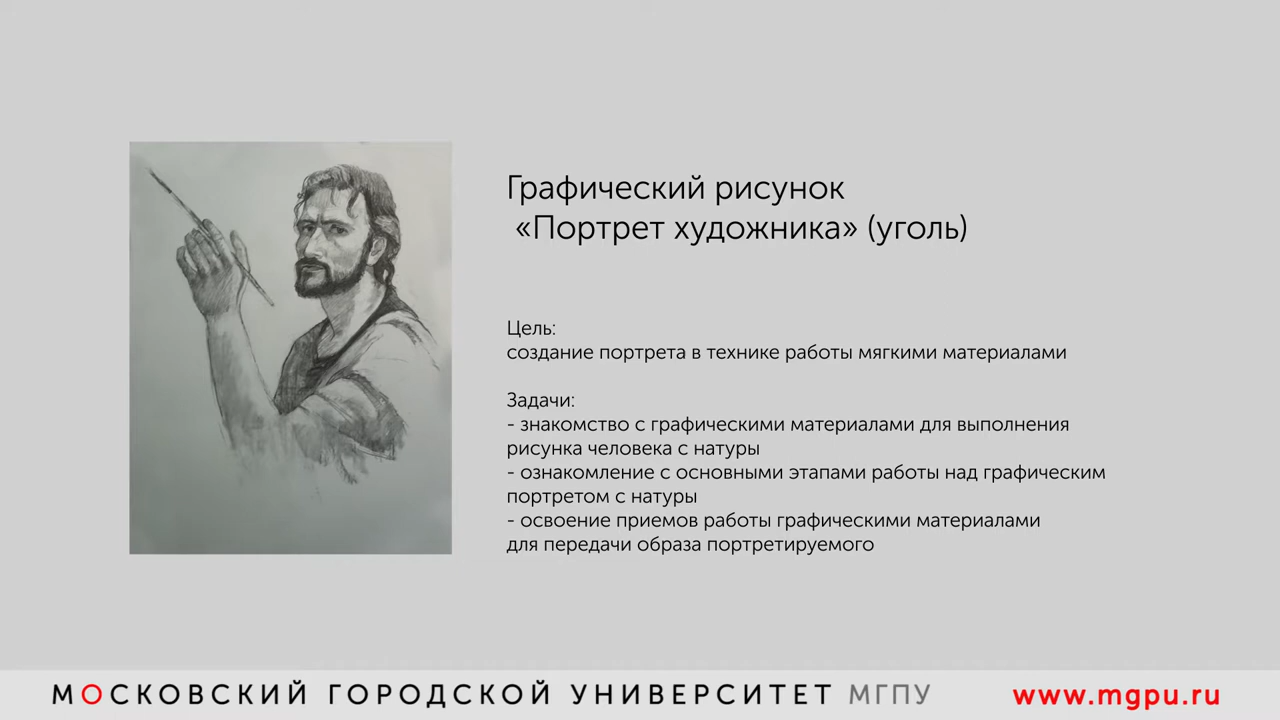 Графический рисунок
«Портрет художника» (уголь)
Цель:
создание портрета в технике работы мягкими материалами
Задачи:
- знакомство с графическими материалами для выполнения
рисунка человека с натуры
- ознакомление с основными этапами работы над графическим
портретом с натуры
- освоение приемов работы графическими материалами
для передачи образа портретируемого
МОСКОВСКИЙ ГОРОДСКОЙ УНИВЕРСИТЕТ МГПУ
www.mgpu.ru